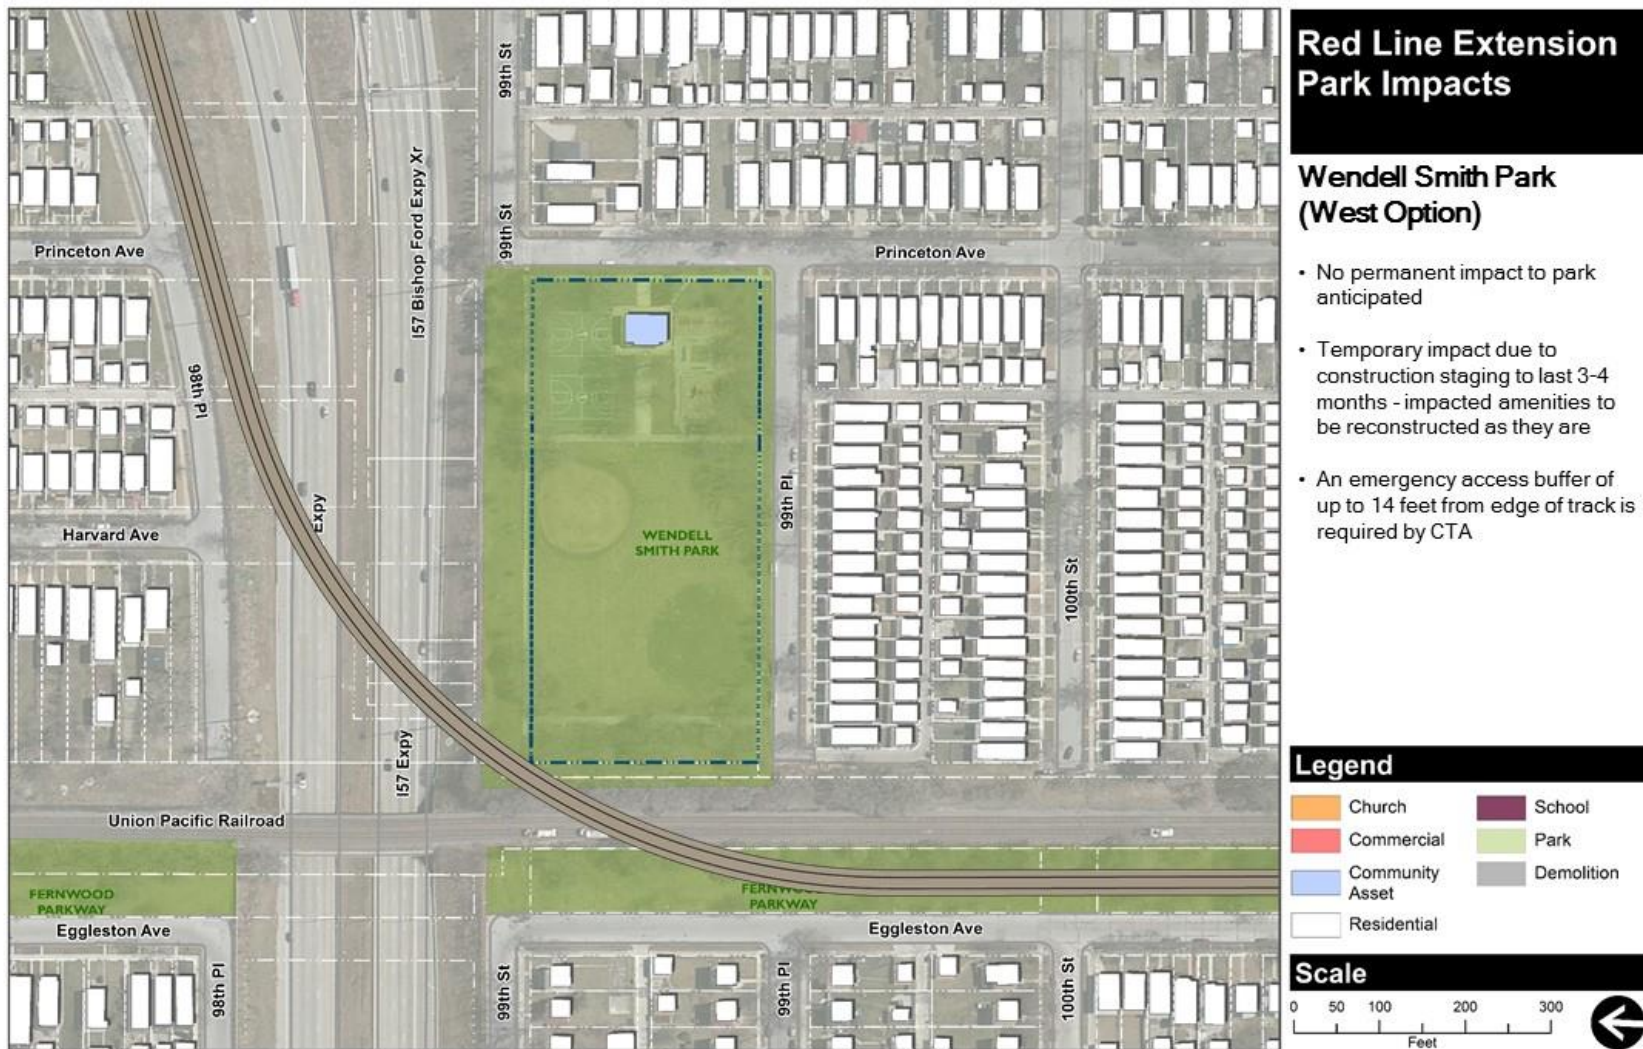 Red Line Extension
Park Impacts
Wendell Smith Park
(West Option)
• No permanent impact to park
anticipated
• Temporary impact due to
construction staging to last 3-4
months - impacted amenities to
be reconstructed as they are
• An emergency access buffer of
up to 14 feet from edge of track is
required by CTA
Legend
Church
School
Commercial
Park
Community
Asset
Demolition
Residential
Scale
0 50 100 200 300
Feet
99th St
I57 Bishop Ford Expy Xr
99th St
Princeton Ave
Princeton Ave
98th Pl
Expy
Harvard Ave
WENDELL
SMITH PARK
99th Pl
100th St
I57 Expy
Union Pacific Railroad
FERNWOOD
PARKWAY
FERNWOO
PARKWAY
Eggleston Ave
Eggleston Ave
98th Pl
99th St
99th Pl
100th St